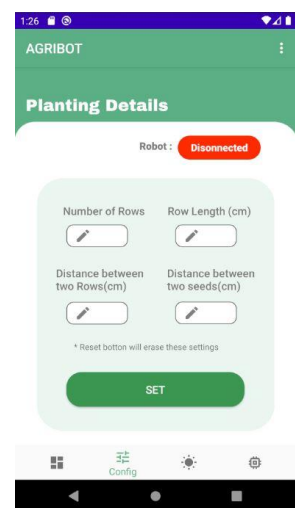 1:26
AGRIBOT
Planting Details
Robot : Disonnected
Number of Rows Row Length (cm)
Distance between Distance between
two Rows(cm) two seeds(cm)
* Reset botton will erase these settings
SET
Config